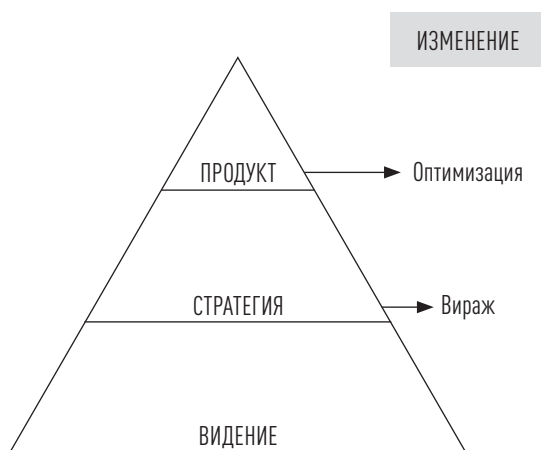 ИЗМЕНЕНИЕ
ПРОДУКТ
Оптимизация
СТРАТЕГИЯ
Вираж
ВИДЕНИЕ